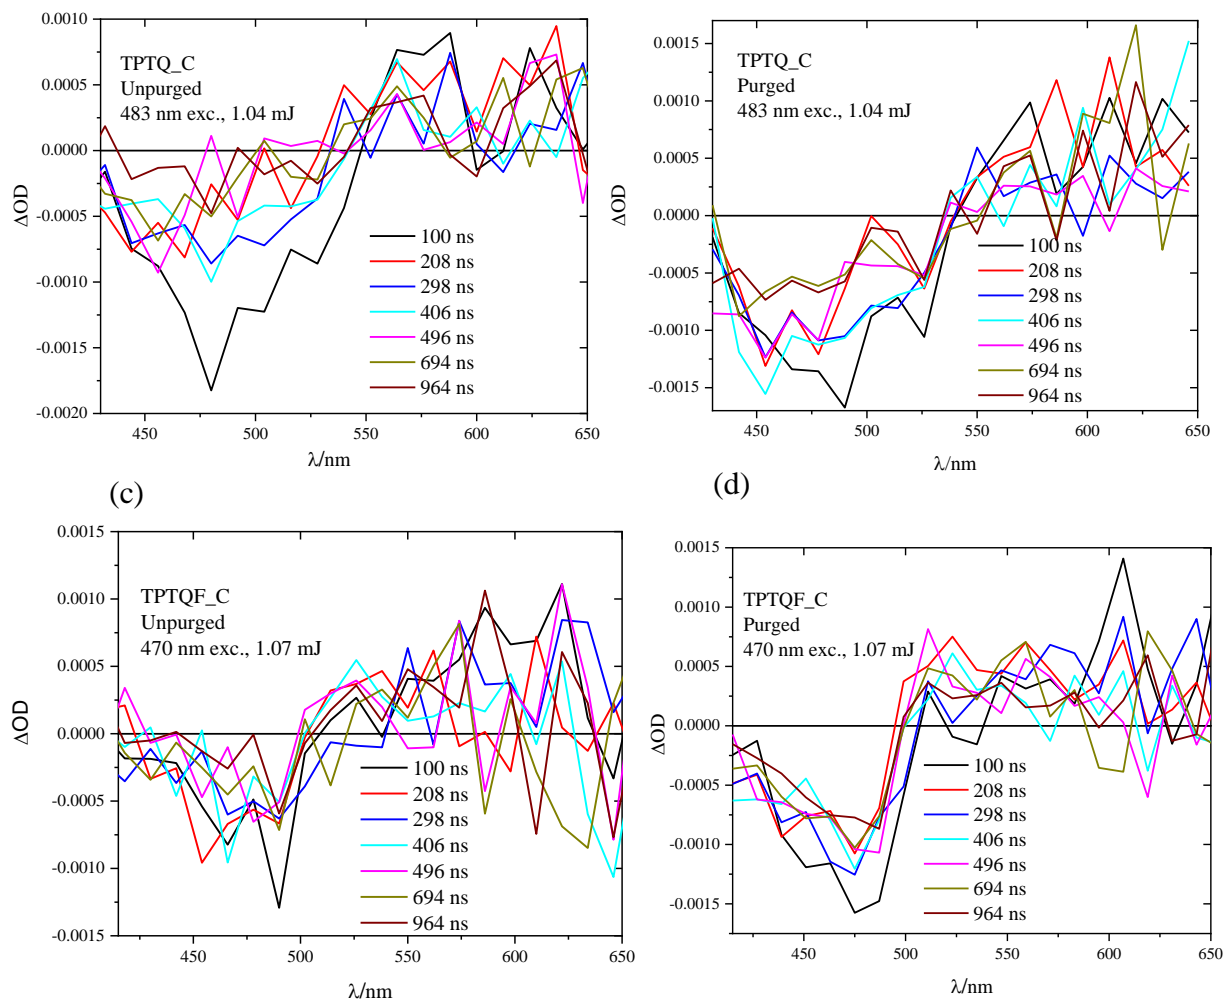 0.0010
0.0005
0.0000
-0.0005
-0.0010
-0.0015
-0.0020
ΔOD
TPTQ_C
Unpurged
483 nm exc., 1.04 mJ
100 ns
208 ns
298 ns
406 ns
496 ns
694 ns
964 ns
450 500 550 600 650
λ/nm
0.0015
0.0010
0.0005
0.0000
-0.0005
-0.0010
-0.0015
ΔOD
TPTQ_C
Purged
483 nm exc., 1.04 mJ
100 ns
208 ns
298 ns
406 ns
496 ns
694 ns
964 ns
450 500 550 600 650
λ/nm
(c)
0.0015
0.0010
0.0005
0.0000
-0.0005
-0.0010
-0.0015
ΔOD
TPTQF_C
Unpurged
470 nm exc., 1.07 mJ
100 ns
208 ns
298 ns
406 ns
496 ns
694 ns
964 ns
450 500 550 600 650
λ/nm
(d)
0.0015
0.0010
0.0005
0.0000
-0.0005
-0.0010
-0.0015
ΔOD
TPTQF_C
Purged
470 nm exc., 1.07 mJ
100 ns
208 ns
298 ns
406 ns
496 ns
694 ns
964 ns
450 500 550 600 650
λ/nm